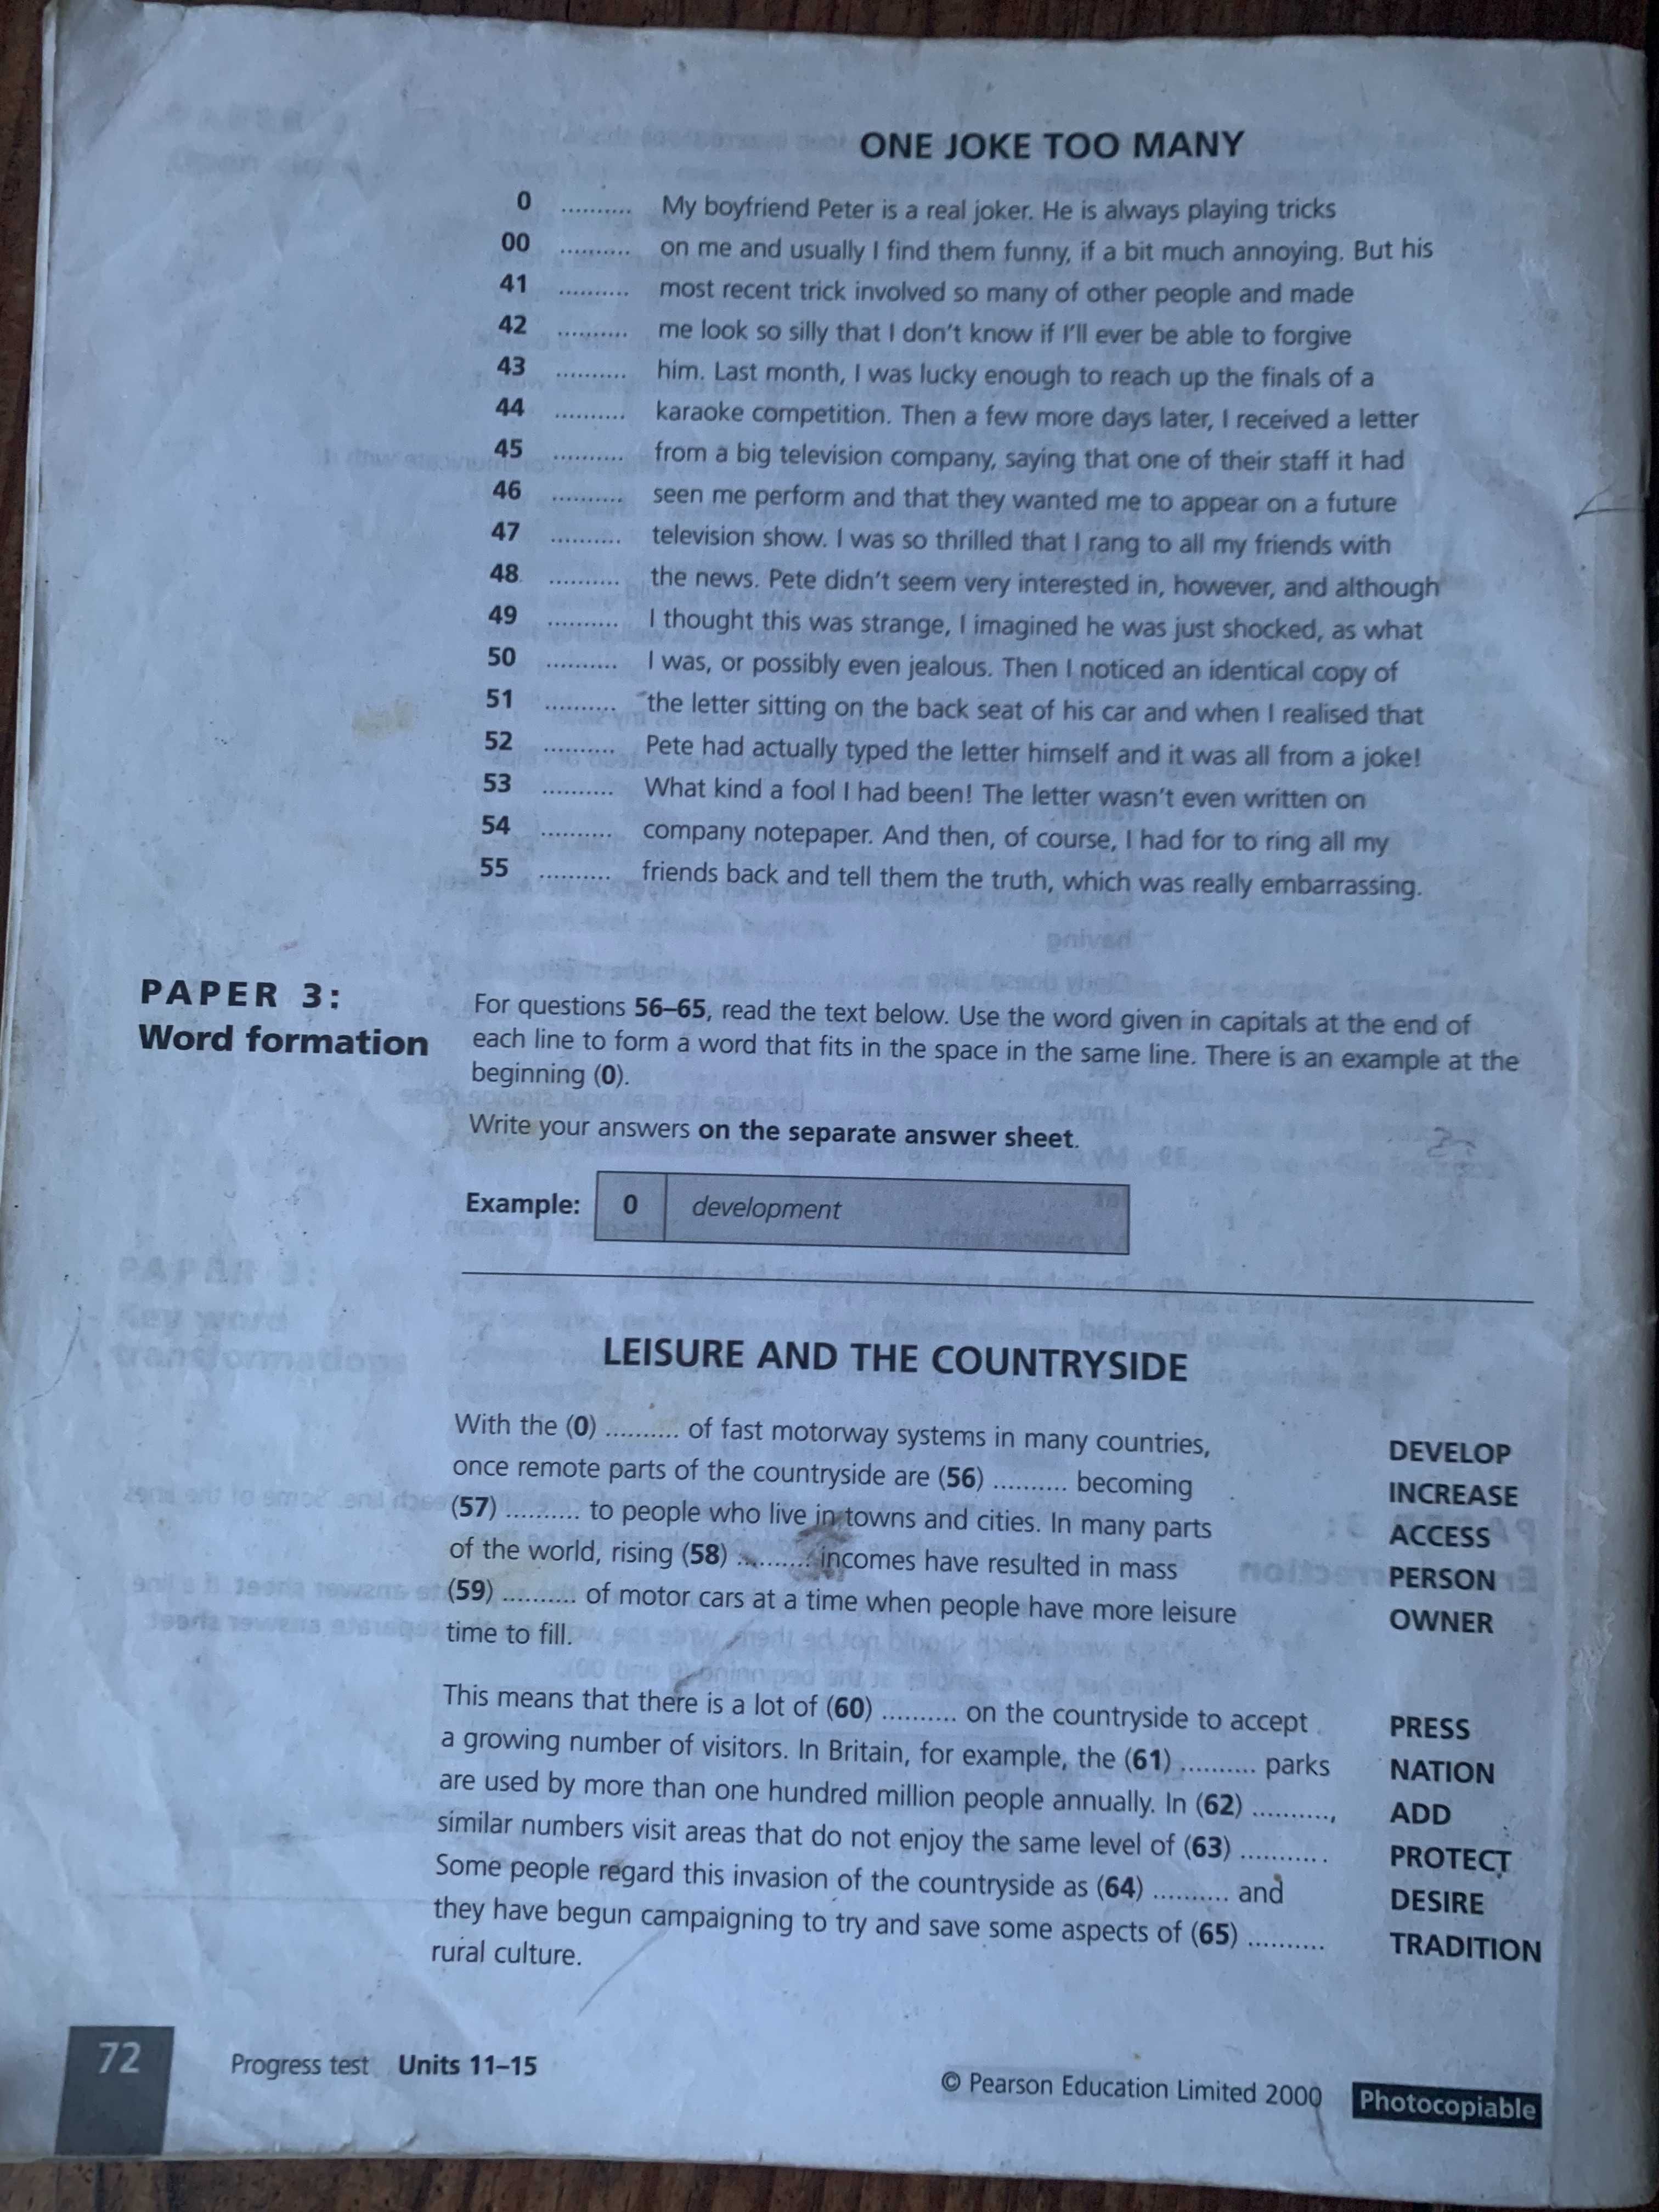 ONE JOKE TOO MANY
0 .......... My boyfriend Peter is a real joker. He is always playing tricks
00 .......... on me and usually I find them funny, if a bit much annoying. But his
41 .......... most recent trick involved so many of other people and made
42 .......... me look so silly that I don't know if I'll ever be able to forgive
43 .......... him. Last month, I was lucky enough to reach up the finals of a
44 .......... karaoke competition. Then a few more days later, I received a letter
45 .......... from a big television company, saying that one of their staff it had
46 .......... seen me perform and that they wanted me to appear on a future
47 .......... television show. I was so thrilled that I rang to all my friends with
48 .......... the news. Pete didn't seem very interested in, however, and although
49 .......... I thought this was strange, I imagined he was just shocked, as what
50 .......... I was, or possibly even jealous. Then I noticed an identical copy of
51 .......... the letter sitting on the back seat of his car and when I realised that
52 .......... Pete had actually typed the letter himself and it was all from a joke!
53 .......... What kind a fool I had been! The letter wasn't even written on
54 .......... company notepaper. And then, of course, I had for to ring all my
55 .......... friends back and tell them the truth, which was really embarrassing.
PAPER 3:
Word formation
For questions 56–65, read the text below. Use the word given in capitals at the end of
each line to form a word that fits in the space in the same line. There is an example at the
beginning (0).
Write your answers on the separate answer sheet.
Example: 0 development
LEISURE AND THE COUNTRYSIDE
With the (0) .......... of fast motorway systems in many countries, DEVELOP
once remote parts of the countryside are (56) .......... becoming INCREASE
(57) .......... to people who live in towns and cities. In many parts ACCESS
of the world, rising (58) .......... incomes have resulted in mass PERSON
(59) .......... of motor cars at a time when people have more leisure OWNER
time to fill.
This means that there is a lot of (60) .......... on the countryside to accept PRESS
a growing number of visitors. In Britain, for example, the (61) .......... parks NATION
are used by more than one hundred million people annually. In (62) .........., ADD
similar numbers visit areas that do not enjoy the same level of (63) ........... PROTECT
Some people regard this invasion of the countryside as (64) .......... and DESIRE
they have begun campaigning to try and save some aspects of (65) .......... TRADITION
rural culture.
72 Progress test Units 11–15
© Pearson Education Limited 2000 Photocopiable